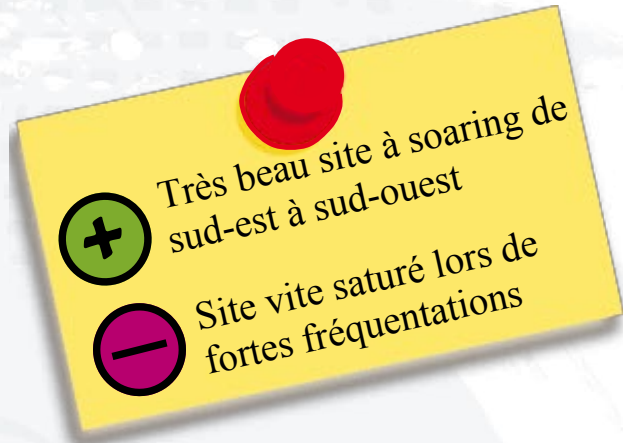 Très beau site à soaring de
sud-est à sud-ouest
Site vite saturé lors de
fortes fréquentations